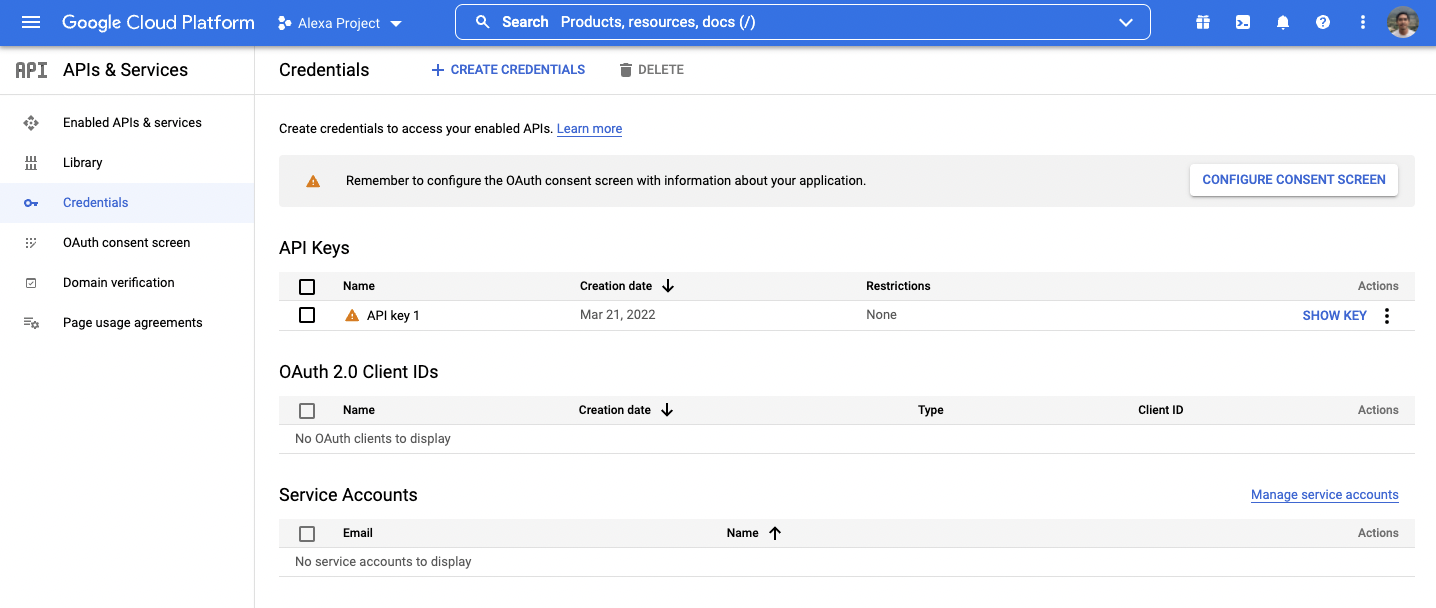 Google Cloud Platform Alexa Project Search Products, resources, docs (/)
API APIs & Services Credentials CREATE CREDENTIALS DELETE
Enabled APIs & services
Library
Credentials
OAuth consent screen
Domain verification
Page usage agreements
Create credentials to access your enabled APIs. Learn more
Remember to configure the OAuth consent screen with information about your application. CONFIGURE CONSENT SCREEN
API Keys
Name Creation date Restrictions Actions
API key 1 Mar 21, 2022 None SHOW KEY
OAuth 2.0 Client IDs
Name Creation date Type Client ID Actions
No OAuth clients to display
Service Accounts Manage service accounts
Email Name Actions
No service accounts to display